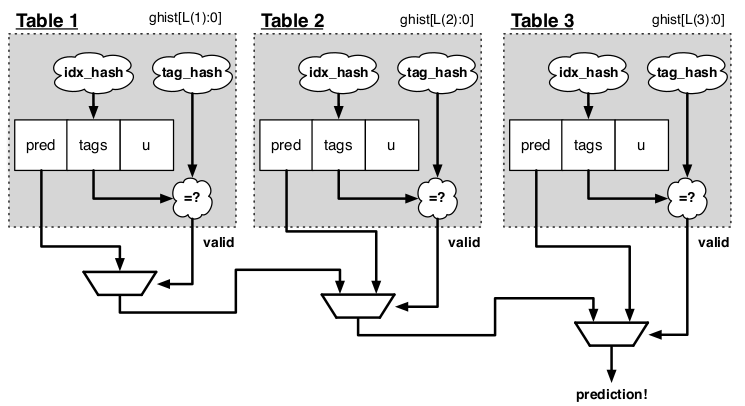 Table 1
ghist[L(1):0]
idx_hash
tag_hash
pred
tags
u
=?
valid
Table 2
ghist[L(2):0]
idx_hash
tag_hash
pred
tags
u
=?
valid
Table 3
ghist[L(3):0]
idx_hash
tag_hash
pred
tags
u
=?
valid
prediction!